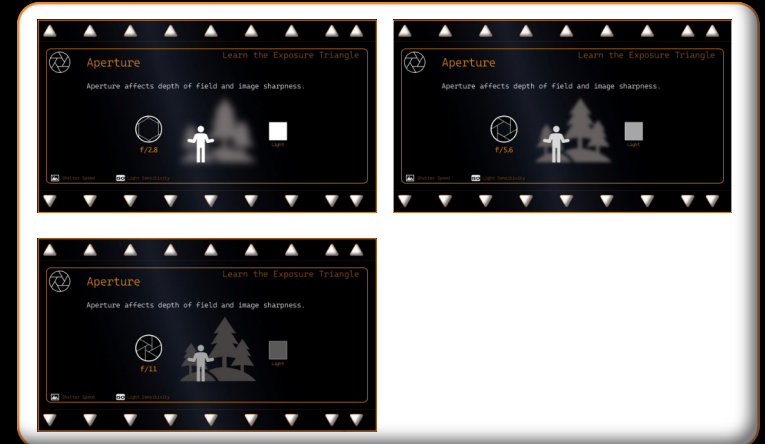 Learn the Exposure Triangle
Aperture
Aperture affects depth of field and image sharpness.
f/2.8
Light
Shutter Speed
ISO Light Sensitivity
Learn the Exposure Triangle
Aperture
Aperture affects depth of field and image sharpness.
f/5.6
Light
Shutter Speed
ISO Light Sensitivity
Learn the Exposure Triangle
Aperture
Aperture affects depth of field and image sharpness.
f/11
Light
Shutter Speed
ISO Light Sensitivity